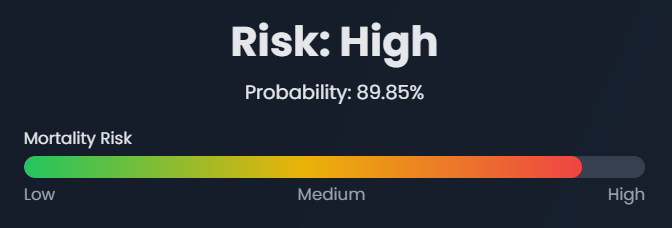 Risk: High
Probability: 89.85%
Mortality Risk
Low Medium High